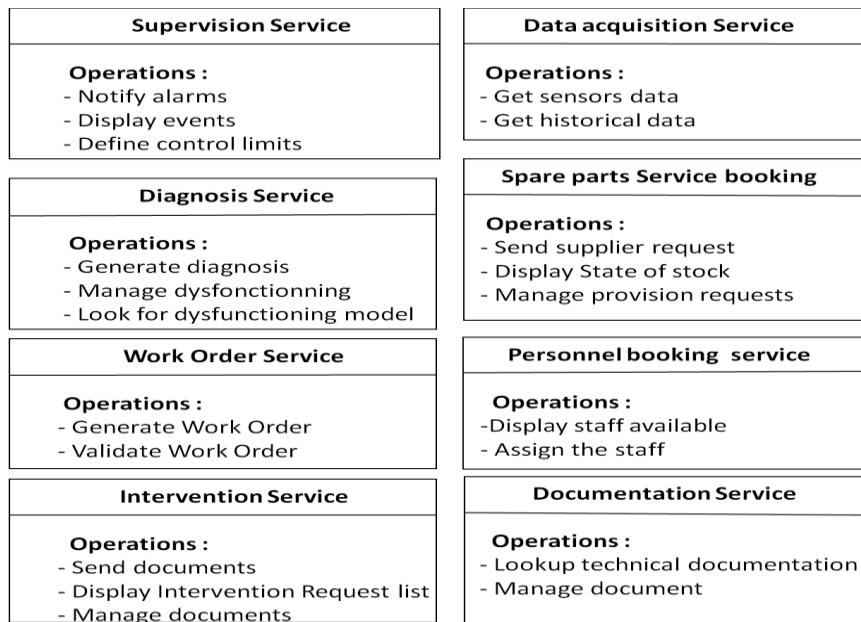 Supervision Service
Operations :
- Notify alarms
- Display events
- Define control limits
Diagnosis Service
Operations :
- Generate diagnosis
- Manage dysfonctionning
- Look for dysfunctioning model
Work Order Service
Operations :
- Generate Work Order
- Validate Work Order
Intervention Service
Operations :
- Send documents
- Display Intervention Request list
- Manage documents
Data acquisition Service
Operations :
- Get sensors data
- Get historical data
Spare parts Service booking
Operations :
- Send supplier request
- Display State of stock
- Manage provision requests
Personnel booking service
Operations :
-Display staff available
- Assign the staff
Documentation Service
Operations :
- Lookup technical documentation
- Manage document